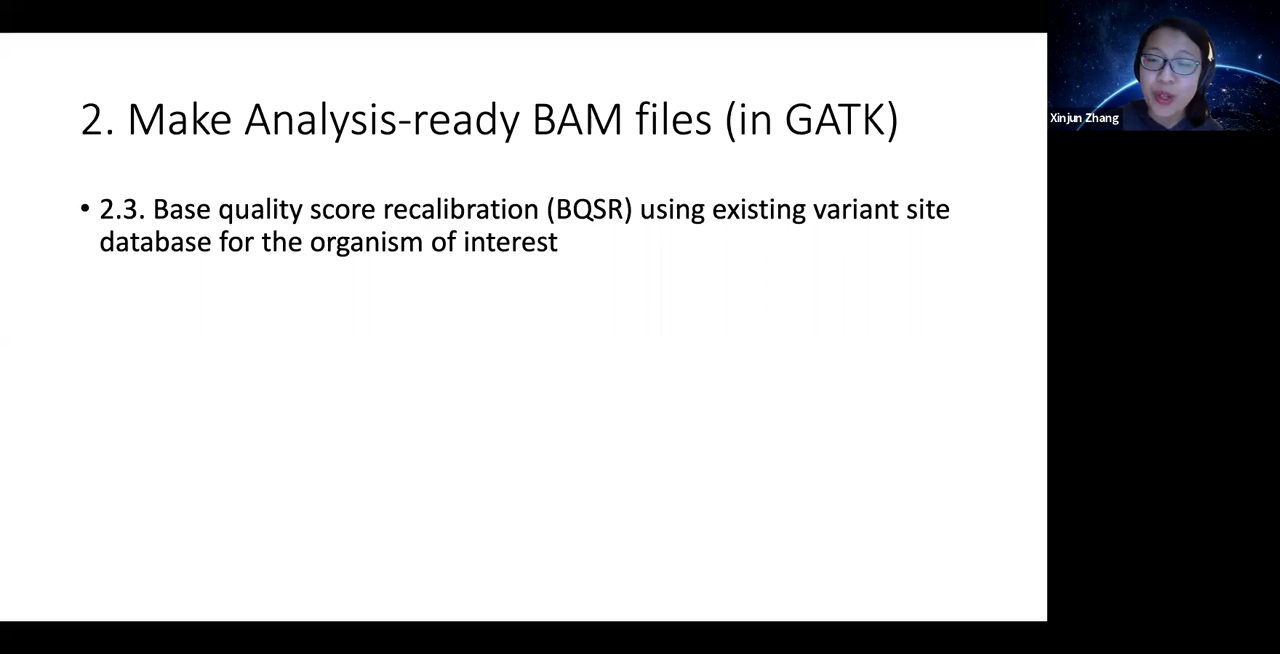 2. Make Analysis-ready BAM files (in GATK)
• 2.3. Base quality score recalibration (BQSR) using existing variant site
database for the organism of interest
Xinjun Zhang